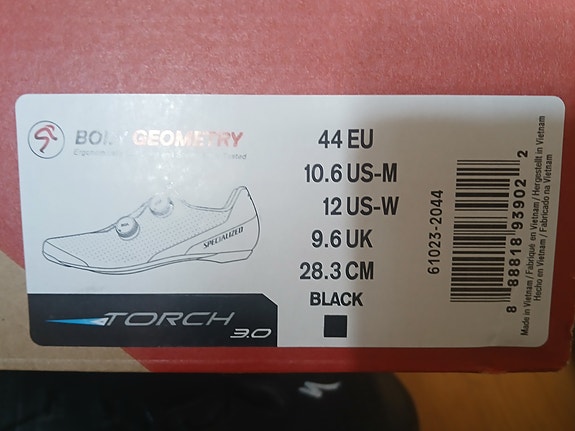 BODY GEOMETRY
44 EU
10.6 US-M
12 US-W
9.6 UK
28.3 CM
BLACK
SPECIALIZED
TORCH
3.0
61023-2044
8 88818 93902 2
Made in Vietnam / Fabriqué en Vietnam / Hergestellt in Vietnam
Hecho en Vietnam / Fabricado na Vietnam